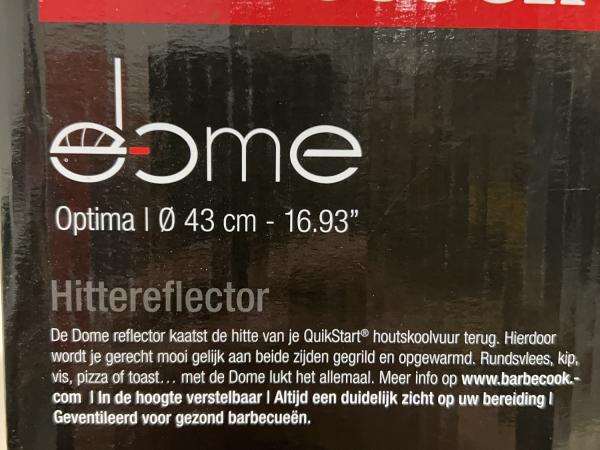 dome
Optima | Ø 43 cm - 16.93”
Hittereflector
De Dome reflector kaatst de hitte van je QuikStart® houtskoolvuur terug. Hierdoor
wordt je gerecht mooi gelijk aan beide zijden gegrild en opgewarmd. Rundsvlees, kip,
vis, pizza of toast… met de Dome lukt het allemaal. Meer info op www.barbecook.-
com | In de hoogte verstelbaar | Altijd een duidelijk zicht op uw bereiding |
Geventileerd voor gezond barbecueën.